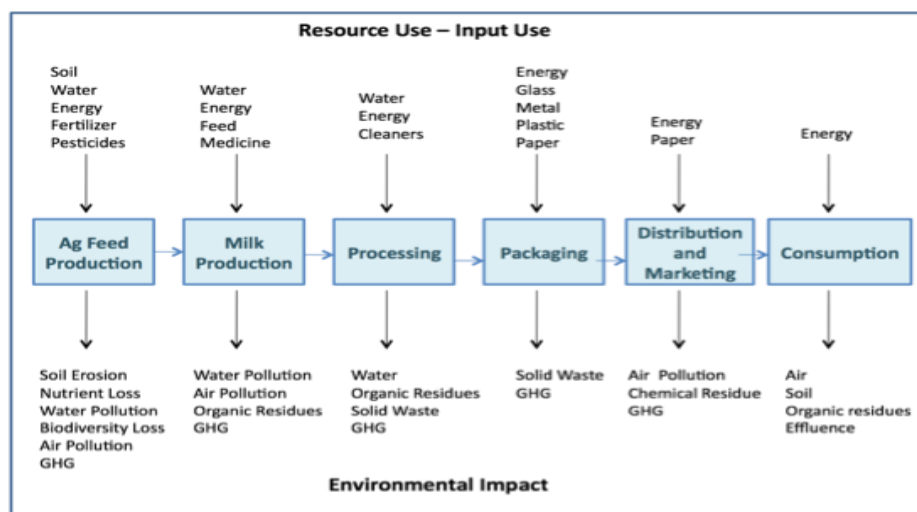 Resource Use – Input Use
Soil
Water
Energy
Fertilizer
Pesticides
Water
Energy
Feed
Medicine
Water
Energy
Cleaners
Energy
Glass
Metal
Plastic
Paper
Energy
Paper
Energy
Ag Feed
Production
Milk
Production
Processing
Packaging
Distribution
and
Marketing
Consumption
Soil Erosion
Nutrient Loss
Water Pollution
Biodiversity Loss
Air Pollution
GHG
Water Pollution
Air Pollution
Organic Residues
GHG
Water
Organic Residues
Solid Waste
GHG
Solid Waste
GHG
Air Pollution
Chemical Residue
GHG
Air
Soil
Organic residues
Effluence
Environmental Impact